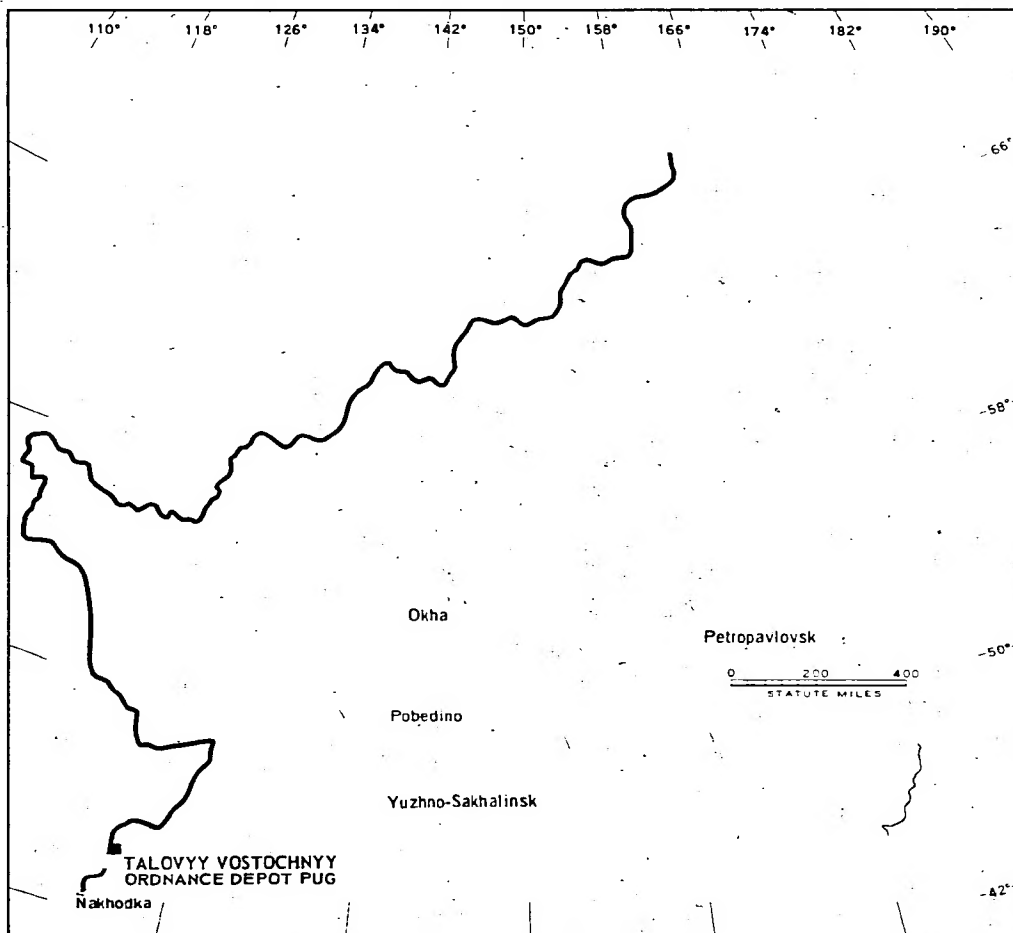 110° 118° 126° 134° 142° 150° 158° 166° 174° 182° 190°
66°
58°
Okha
Petropavlovsk
50°
0 200 400
STATUTE MILES
Pobedino
Yuzhno-Sakhalinsk
TALOVYY VOSTOCHNYY
ORDNANCE DEPOT PUG
42°
Nakhodka